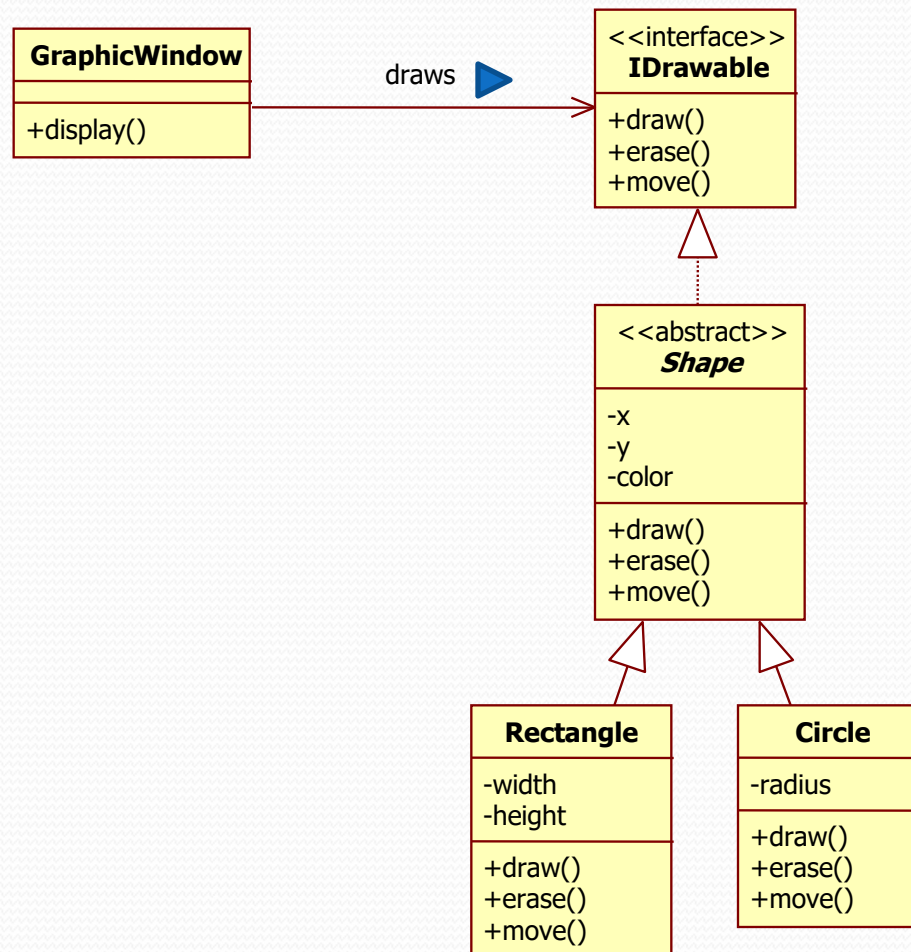 GraphicWindow
+display()
draws
<<interface>>
IDrawable
+draw()
+erase()
+move()
<<abstract>>
Shape
-x
-y
-color
+draw()
+erase()
+move()
Rectangle
-width
-height
+draw()
+erase()
+move()
Circle
-radius
+draw()
+erase()
+move()